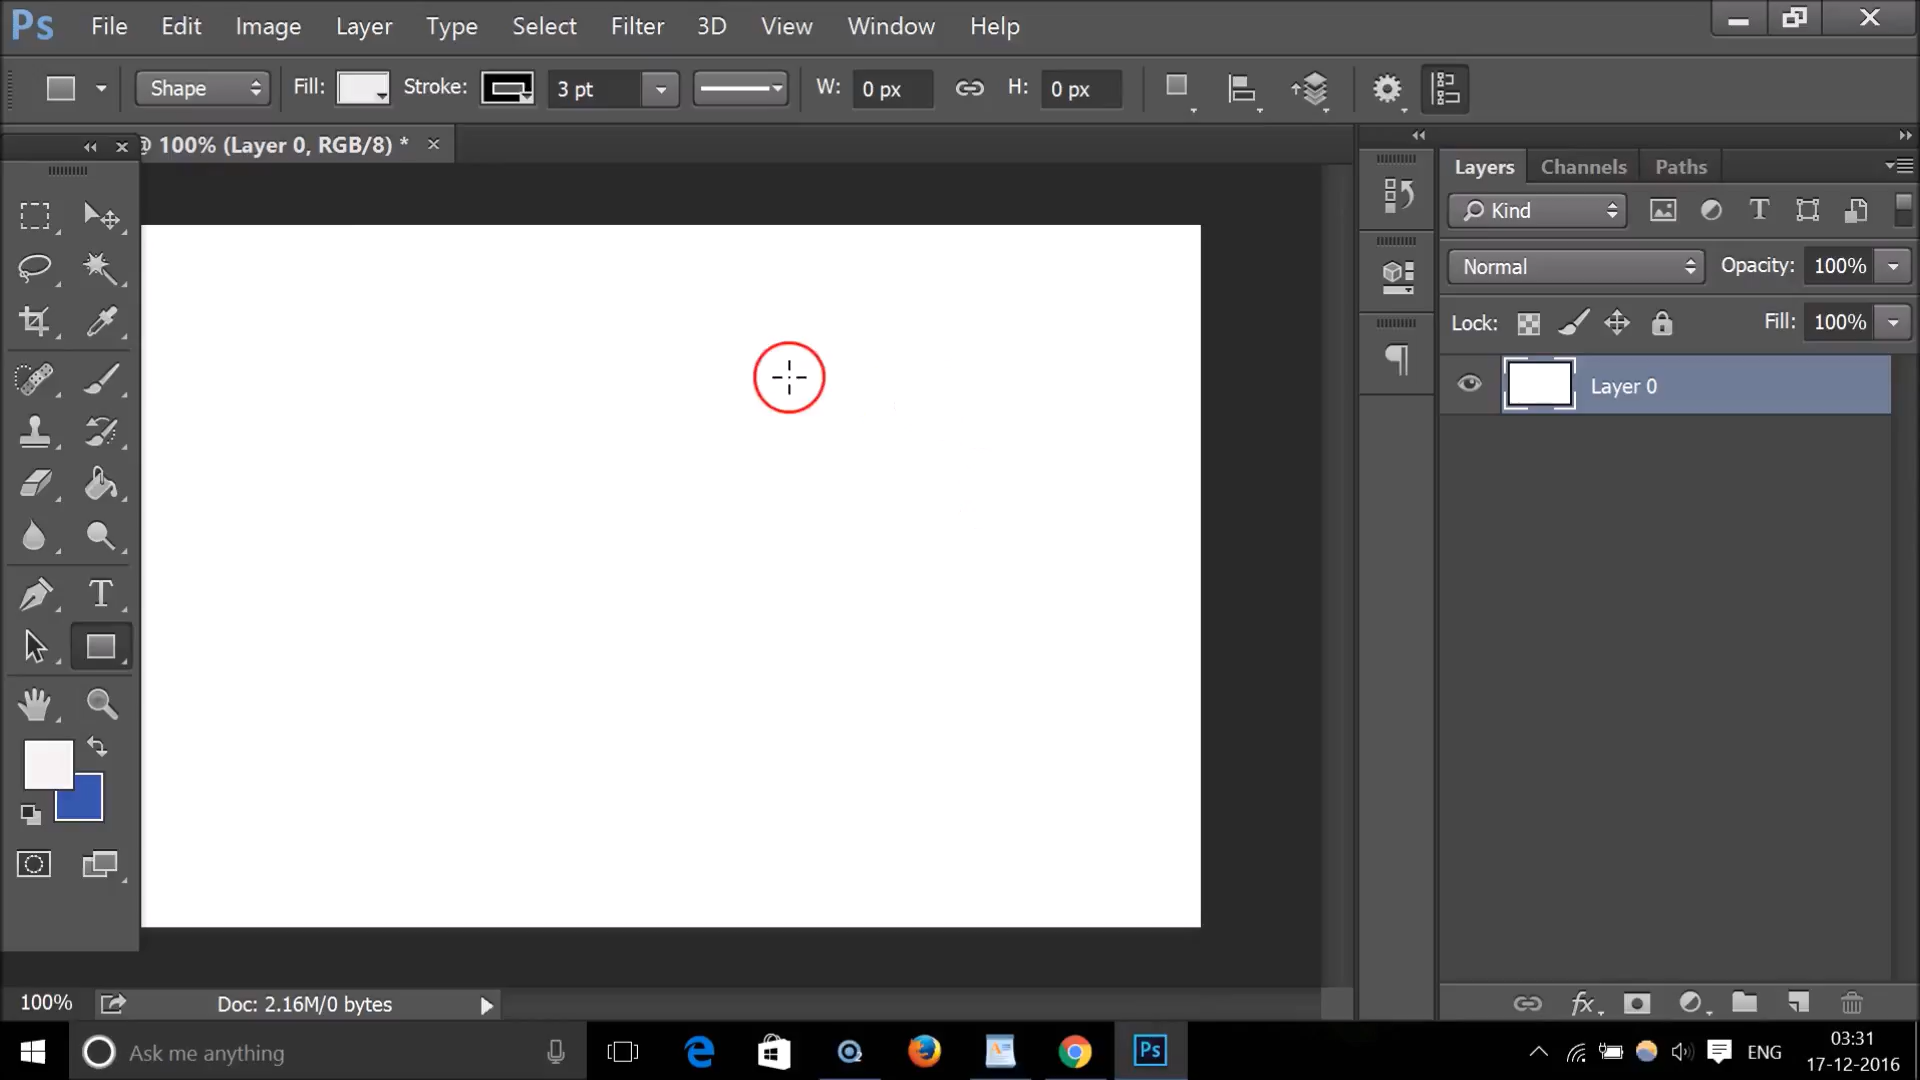 Ps File Edit Image Layer Type Select Filter 3D View Window Help
Shape Fill: Stroke: 3 pt W: 0 px H: 0 px
@ 100% (Layer 0, RGB/8) * ×
Layers Channels Paths
Kind
Normal Opacity: 100%
Lock: Fill: 100%
Layer 0
100% Doc: 2.16M/0 bytes
Ask me anything
Ps
ENG
03:31
17-12-2016